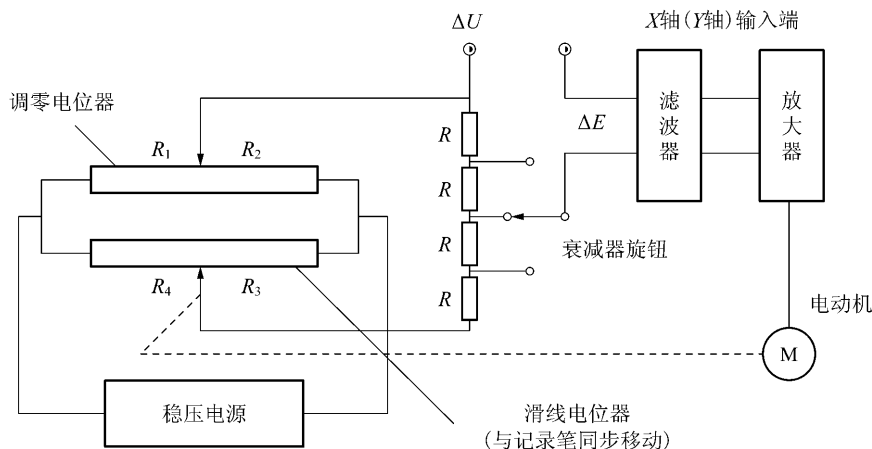 ΔU
X轴(Y轴)输入端
调零电位器
R₁
R₂
R
R
R
R
ΔE
滤波器
放大器
衰减器旋钮
R₄
R₃
电动机
M
稳压电源
滑线电位器
(与记录笔同步移动)